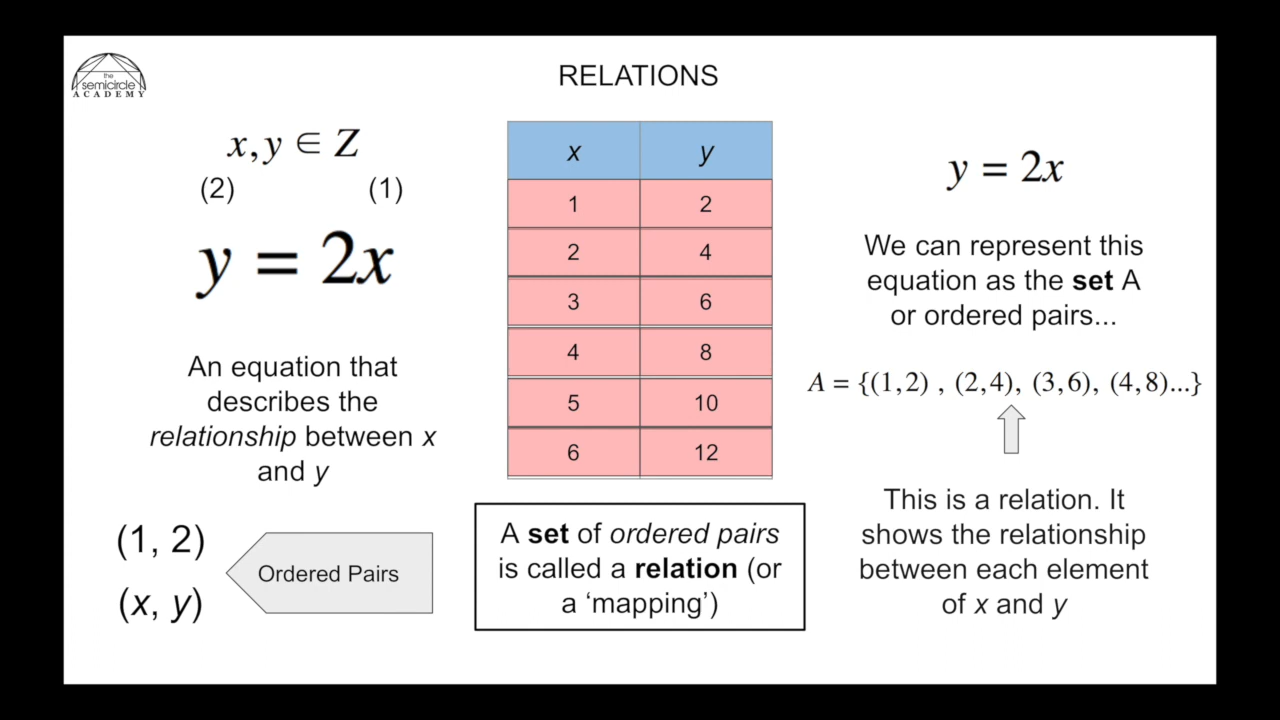 the
semicircle
ACADEMY
RELATIONS
x, y ∈ Z
(2) (1)
y = 2x
An equation that
describes the
relationship between x
and y
(1, 2)
(x, y)
Ordered Pairs
x y
1 2
2 4
3 6
4 8
5 10
6 12
A set of ordered pairs
is called a relation (or
a ‘mapping’)
y = 2x
We can represent this
equation as the set A
or ordered pairs...
A = {(1,2) , (2,4), (3,6), (4,8)...}
This is a relation. It
shows the relationship
between each element
of x and y